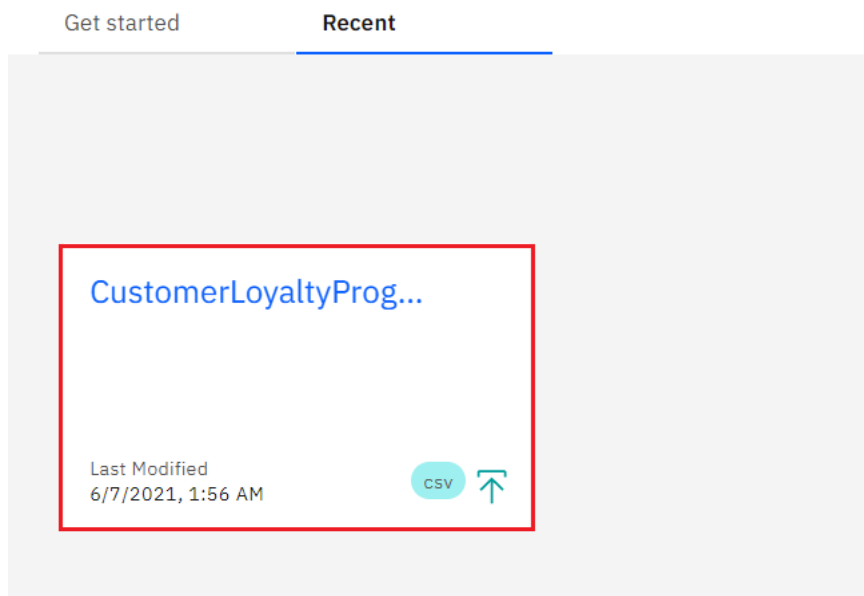 Get started
Recent
CustomerLoyaltyProg...
Last Modified
6/7/2021, 1:56 AM
csv